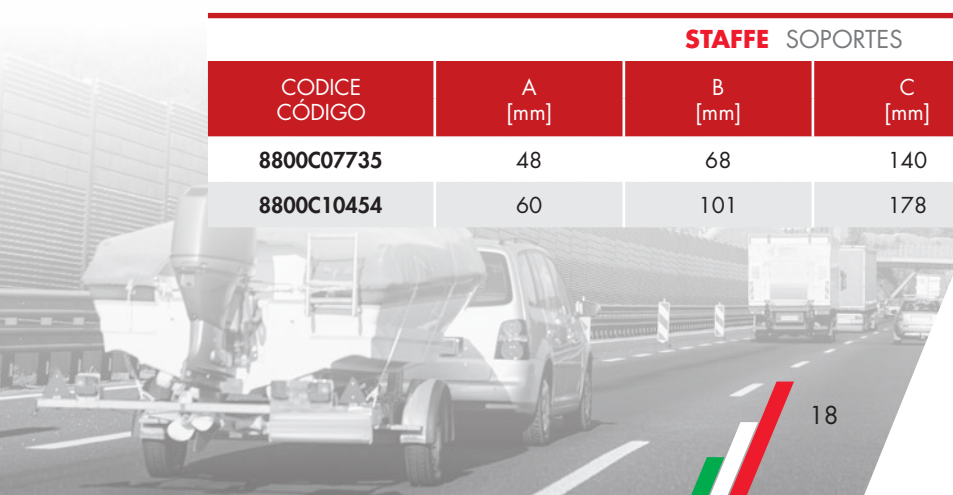 STAFFE SOPORTES
CODICE CÓDIGO A [mm] B [mm] C [mm]
8800C07735 48 68 140
8800C10454 60 101 178
18